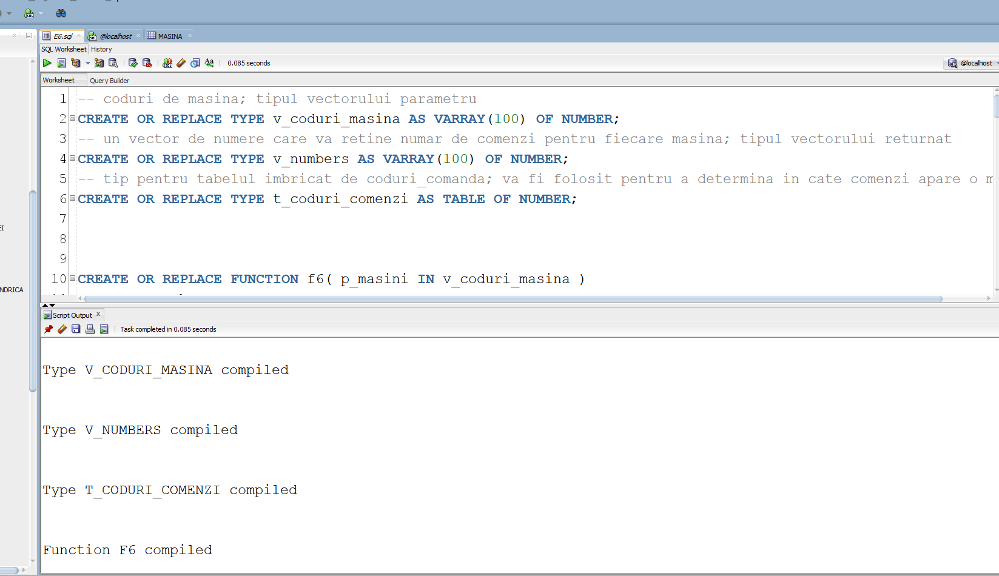 E6.sql @localhost MASINA
SQL Worksheet History
0.085 seconds
@localhost
Worksheet Query Builder
1 -- coduri de masina; tipul vectorului parametru
2 CREATE OR REPLACE TYPE v_coduri_masina AS VARRAY(100) OF NUMBER;
3 -- un vector de numere care va retine numar de comenzi pentru fiecare masina; tipul vectorului returnat
4 CREATE OR REPLACE TYPE v_numbers AS VARRAY(100) OF NUMBER;
5 -- tip pentru tabelul imbricat de coduri_comanda; va fi folosit pentru a determina in cate comenzi apare o m
6 CREATE OR REPLACE TYPE t_coduri_comenzi AS TABLE OF NUMBER;
7
8
9
10 CREATE OR REPLACE FUNCTION f6( p_masini IN v_coduri_masina )
EI
NDRICA
Script Output
Task completed in 0.085 seconds
Type V_CODURI_MASINA compiled
Type V_NUMBERS compiled
Type T_CODURI_COMENZI compiled
Function F6 compiled